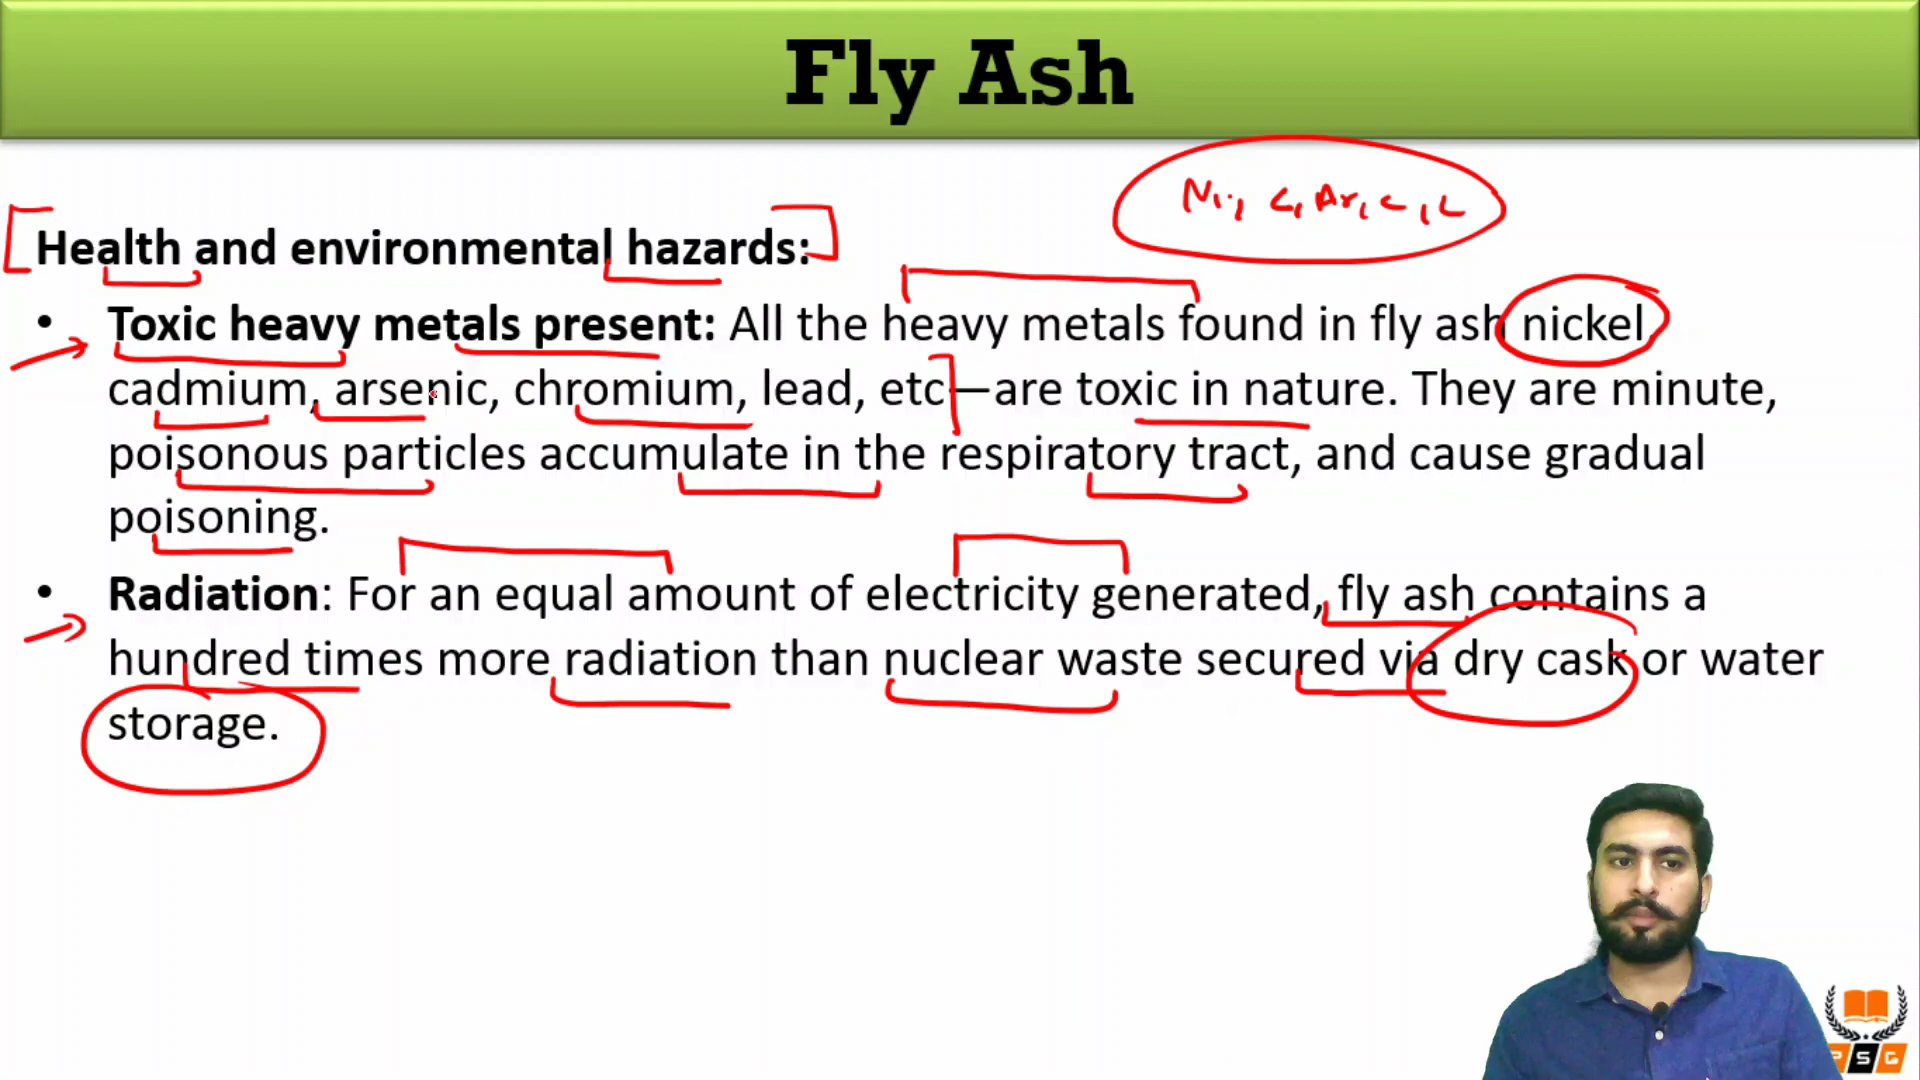 Fly Ash
Ni, C, Ar, C, L
Health and environmental hazards:
• Toxic heavy metals present: All the heavy metals found in fly ash nickel,
cadmium, arsenic, chromium, lead, etc—are toxic in nature. They are minute,
poisonous particles accumulate in the respiratory tract, and cause gradual
poisoning.
• Radiation: For an equal amount of electricity generated, fly ash contains a
hundred times more radiation than nuclear waste secured via dry cask or water
storage.
PSG